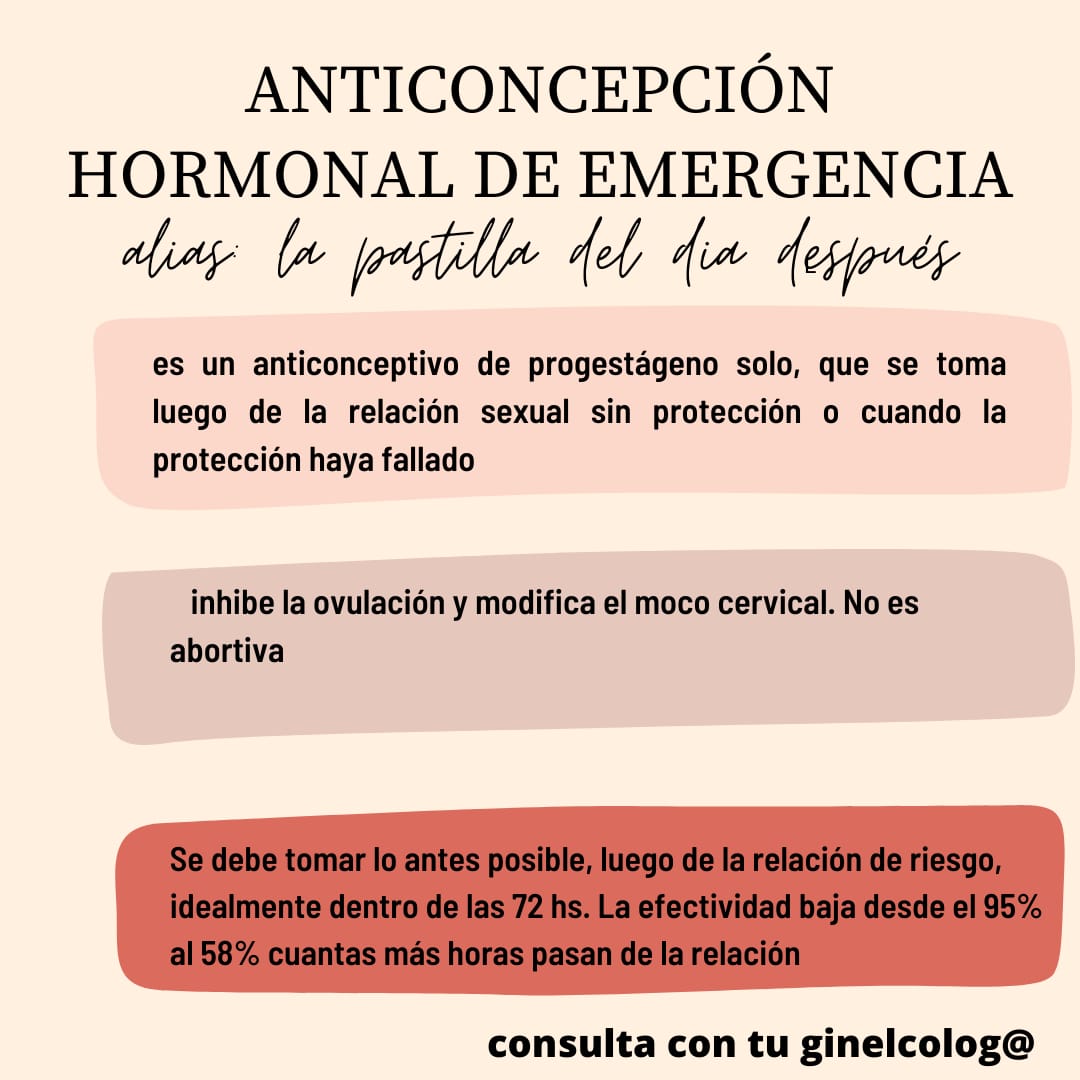 ANTICONCEPCIÓN
HORMONAL DE EMERGENCIA
alias: la pastilla del dia después
es un anticonceptivo de progestágeno solo, que se toma
luego de la relación sexual sin protección o cuando la
protección haya fallado
inhibe la ovulación y modifica el moco cervical. No es
abortiva
Se debe tomar lo antes posible, luego de la relación de riesgo,
idealmente dentro de las 72 hs. La efectividad baja desde el 95%
al 58% cuantas más horas pasan de la relación
consulta con tu ginelcolog@